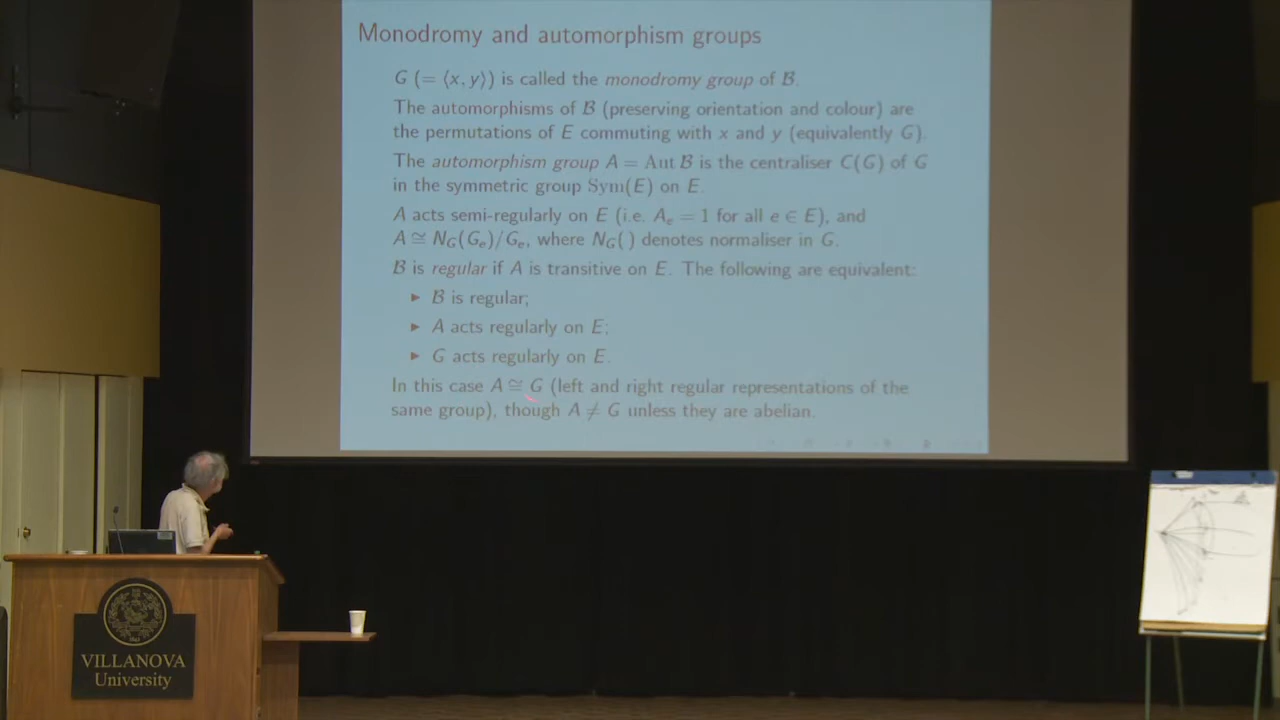 Monodromy and automorphism groups
G (= ⟨x, y⟩) is called the monodromy group of ℬ.
The automorphisms of ℬ (preserving orientation and colour) are
the permutations of E commuting with x and y (equivalently G).
The automorphism group A = Aut ℬ is the centraliser C(G) of G
in the symmetric group Sym(E) on E.
A acts semi-regularly on E (i.e. Aₑ = 1 for all e ∈ E), and
A ≅ N_G(Gₑ)/Gₑ, where N_G( ) denotes normaliser in G.
ℬ is regular if A is transitive on E. The following are equivalent:
▶ ℬ is regular;
▶ A acts regularly on E;
▶ G acts regularly on E.
In this case A ≅ G (left and right regular representations of the
same group), though A ≠ G unless they are abelian.
VILLANOVA
University